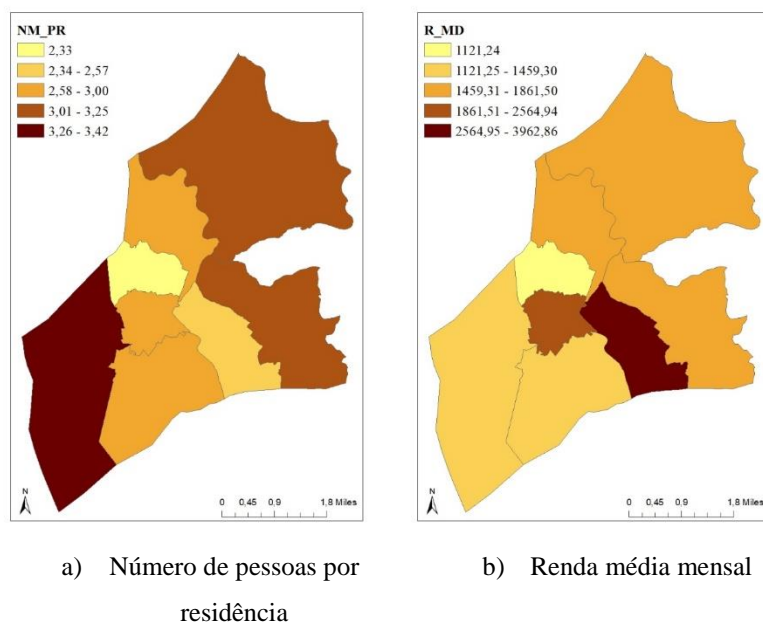 NM_PR
2,33
2,34 - 2,57
2,58 - 3,00
3,01 - 3,25
3,26 - 3,42
N
0 0,45 0,9 1,8 Miles
R_MD
1121,24
1121,25 - 1459,30
1459,31 - 1861,50
1861,51 - 2564,94
2564,95 - 3962,86
N
0 0,45 0,9 1,8 Miles
a) Número de pessoas por
residência
b) Renda média mensal